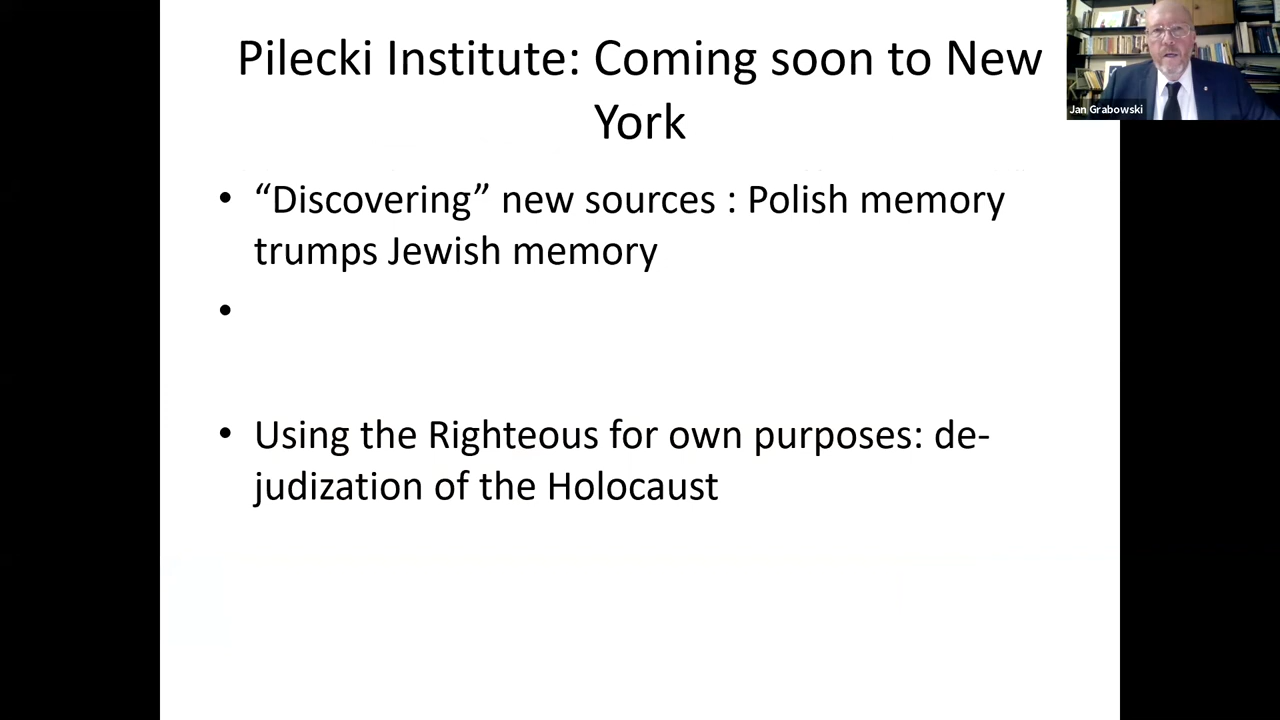 Pilecki Institute: Coming soon to New
York
Jan Grabowski
• “Discovering” new sources : Polish memory
trumps Jewish memory
•
• Using the Righteous for own purposes: de-
judization of the Holocaust